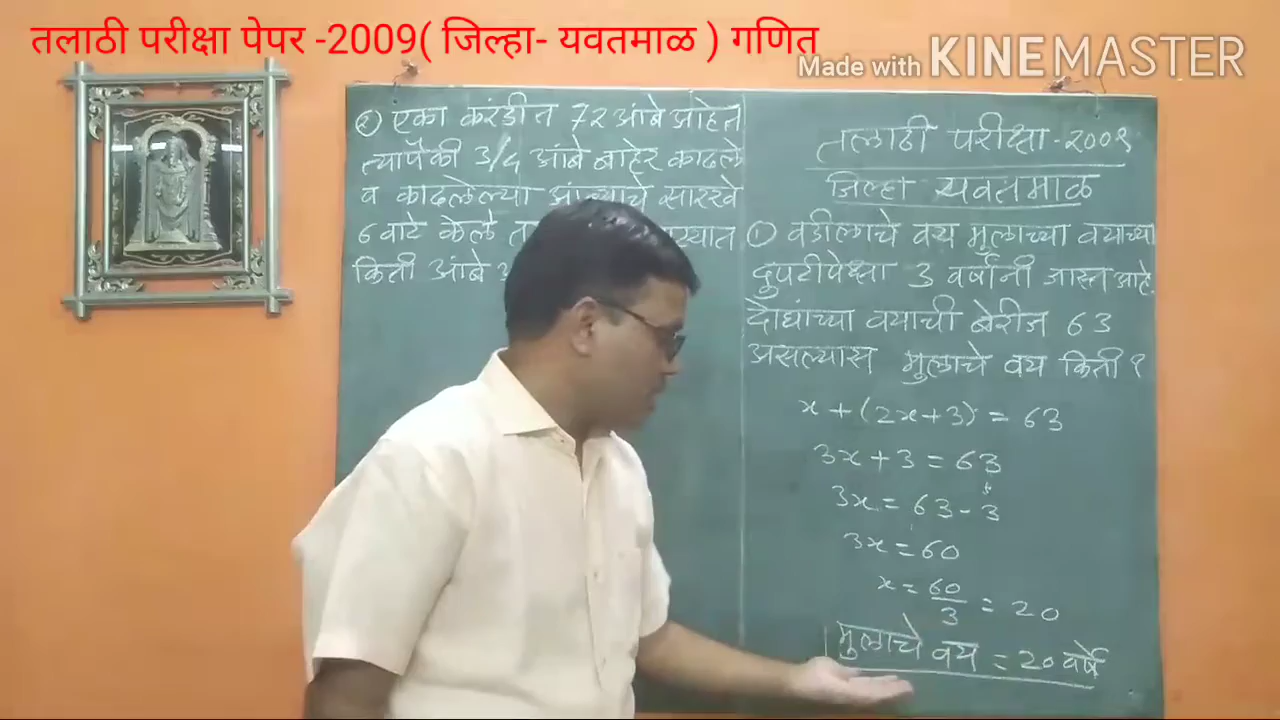 तलाठी परीक्षा पेपर -2009( जिल्हा- यवतमाळ ) गणित
Made with KINEMASTER
② एका करंडीत 72 आंबे आहेत
त्यापैकी 3/4 आंबे बाहेर काढले
व काढलेल्या आंब्याचे सारखे
6 वाटे केले
किती आंबे
तलाठी परीक्षा-2009
जिल्हा यवतमाळ
① वडीलाचे वय मुलाच्या वयाच्या
दुपटीपेक्षा 3 वर्षांनी जास्त आहे.
दोघांच्या वयाची बेरीज 63
असल्यास मुलाचे वय किती ?
x + (2x+3) = 63
3x + 3 = 63
3x = 63 - 3
3x = 60
x = 60/3 = 20
मुलाचे वय = 20 वर्षे